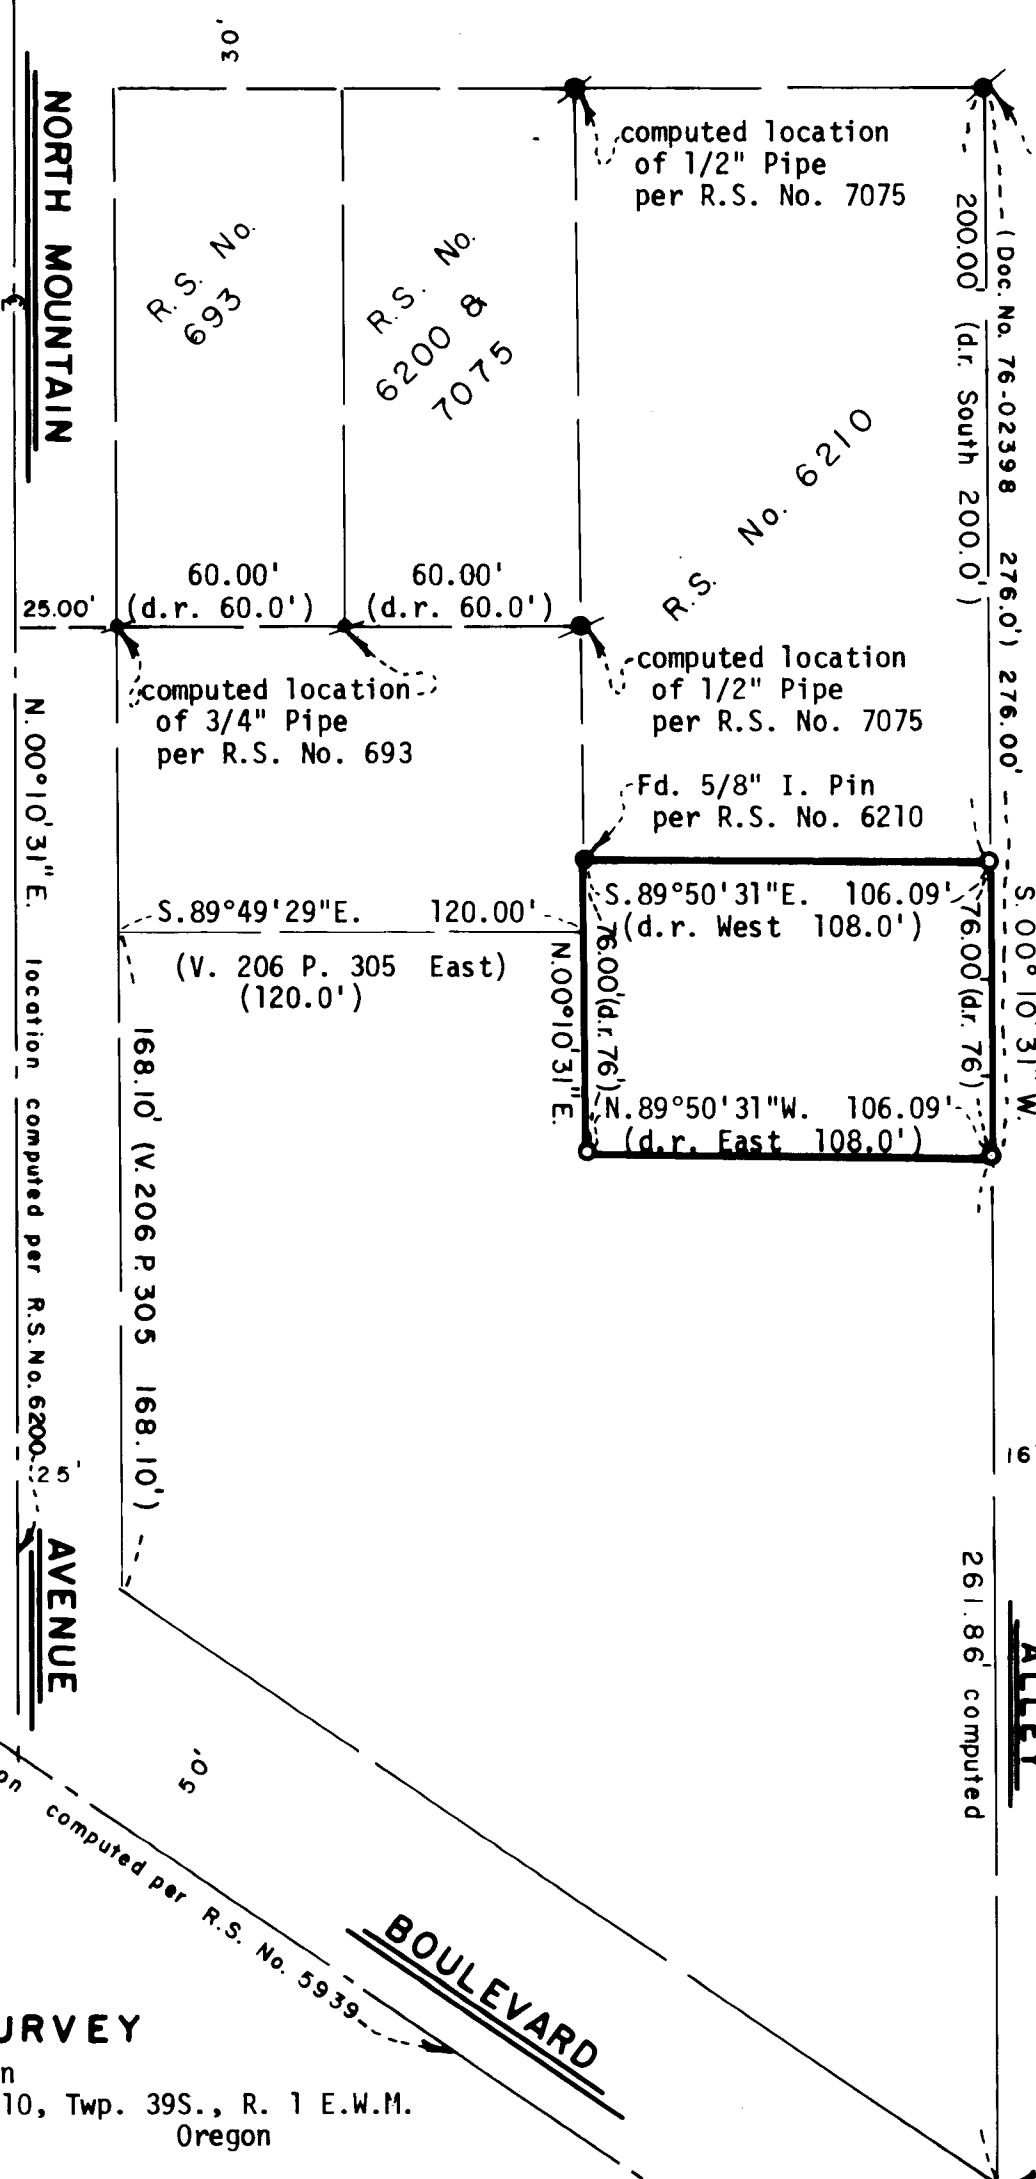 30'
NORTH MOUNTAIN
computed location
of 1/2" Pipe
per R.S. No. 7075
R.S. No.
693
R.S. No.
6200 &
7075
R.S. No. 6210
200.00' (d.r. South 200.0')
(Doc. No. 76-02398 276.0') 276.00'
60.00'
(d.r. 60.0')
60.00'
(d.r. 60.0')
25.00'
computed location
of 3/4" Pipe
per R.S. No. 693
computed location
of 1/2" Pipe
per R.S. No. 7075
Fd. 5/8" I. Pin
per R.S. No. 6210
N.00°10'31"E. location computed per R.S. No. 6200
S.89°49'29"E. 120.00'
(V. 206 P. 305 East)
(120.0')
S.89°50'31"E. 106.09'
(d.r. West 108.0')
N.00°10'31"E.
76.00'(d.r. 76')
76.00'(d.r. 76')
S.00°10'31"W.
N.89°50'31"W. 106.09'
(d.r. East 108.0')
168.10' (V. 206 P. 305 168.10')
25'
16
AVENUE
261.86' computed
ALLEY
50'
computed per R.S. No. 5939
BOULEVARD
URVEY
n
10, Twp. 39S., R. 1 E.W.M.
Oregon